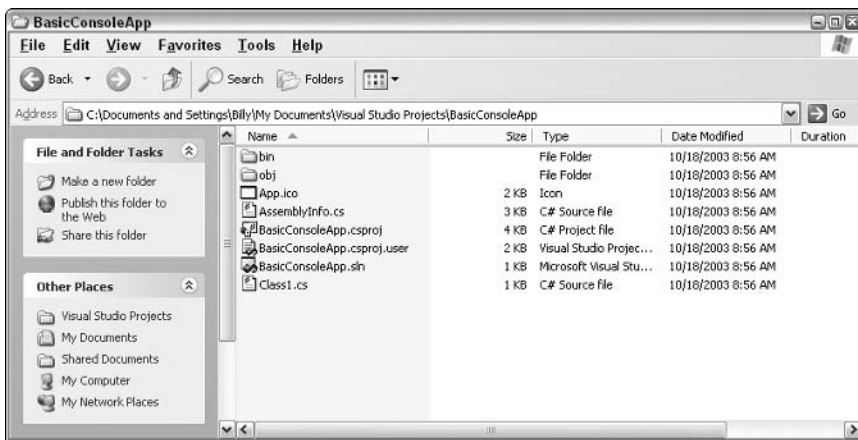 BasicConsoleApp
File Edit View Favorites Tools Help
Back Search Folders
Address C:\Documents and Settings\Billy\My Documents\Visual Studio Projects\BasicConsoleApp Go
File and Folder Tasks
Make a new folder
Publish this folder to
the Web
Share this folder
Other Places
Visual Studio Projects
My Documents
Shared Documents
My Computer
My Network Places
Name Size Type Date Modified Duration
bin File Folder 10/18/2003 8:56 AM
obj File Folder 10/18/2003 8:56 AM
App.ico 2 KB Icon 10/18/2003 8:56 AM
AssemblyInfo.cs 3 KB C# Source file 10/18/2003 8:56 AM
BasicConsoleApp.csproj 4 KB C# Project file 10/18/2003 8:56 AM
BasicConsoleApp.csproj.user 2 KB Visual Studio Projec... 10/18/2003 8:56 AM
BasicConsoleApp.sln 1 KB Microsoft Visual Stu... 10/18/2003 8:56 AM
Class1.cs 1 KB C# Source file 10/18/2003 8:56 AM